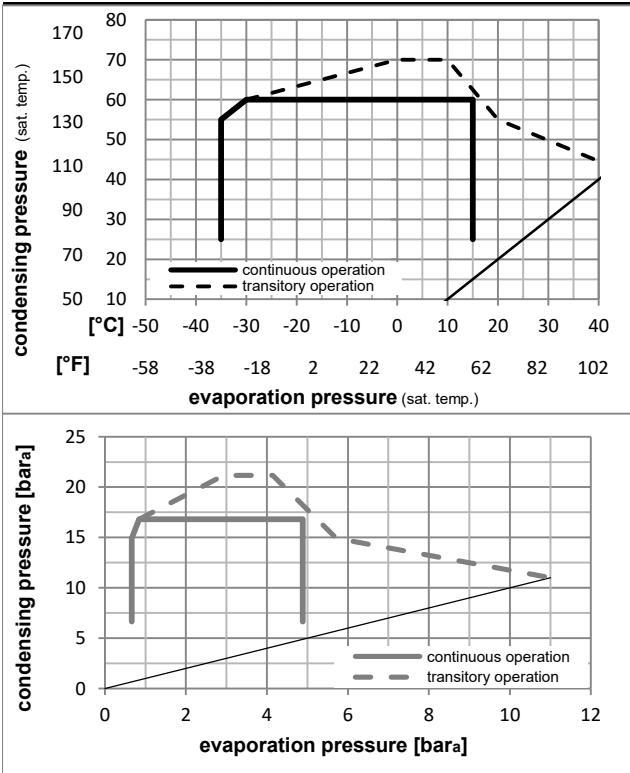 condensing pressure (sat. temp.)
170 80
150 70
130 60
110 50
90 40
70 30
50 20
10
continuous operation
transitory operation
[°C] -50 -40 -30 -20 -10 0 10 20 30 40
[°F] -58 -38 -18 2 22 42 62 82 102
evaporation pressure (sat. temp.)
condensing pressure [bara]
25
20
15
10
5
0
continuous operation
transitory operation
0 2 4 6 8 10 12
evaporation pressure [bara]